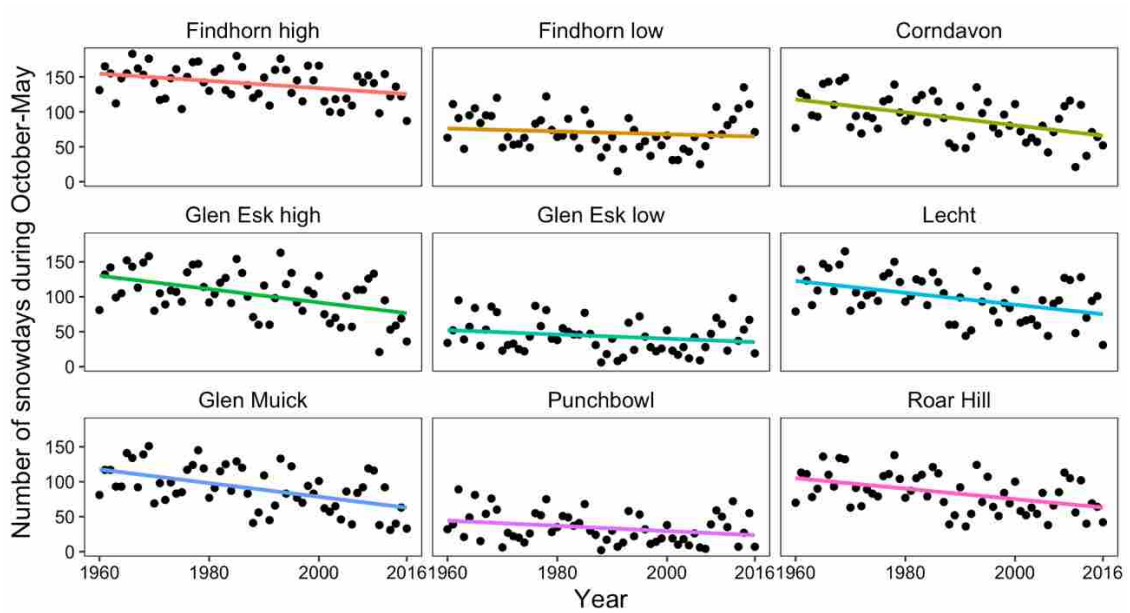 Findhorn high Findhorn low Corndavon
150
100
50
0
Glen Esk high Glen Esk low Lecht
150
100
50
0
Glen Muick Punchbowl Roar Hill
150
100
50
0
1960 1980 2000 2016 1960 1980 2000 2016 1960 1980 2000 2016
Year
Number of snowdays during October-May